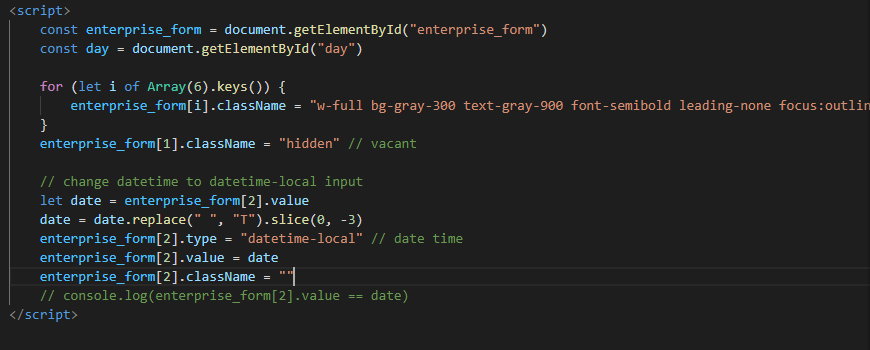 <script>
const enterprise_form = document.getElementById("enterprise_form")
const day = document.getElementById("day")
for (let i of Array(6).keys()) {
enterprise_form[i].className = "w-full bg-gray-300 text-gray-900 font-semibold leading-none focus:outlin
}
enterprise_form[1].className = "hidden" // vacant
// change datetime to datetime-local input
let date = enterprise_form[2].value
date = date.replace(" ", "T").slice(0, -3)
enterprise_form[2].type = "datetime-local" // date time
enterprise_form[2].value = date
enterprise_form[2].className = ""
// console.log(enterprise_form[2].value == date)
</script>